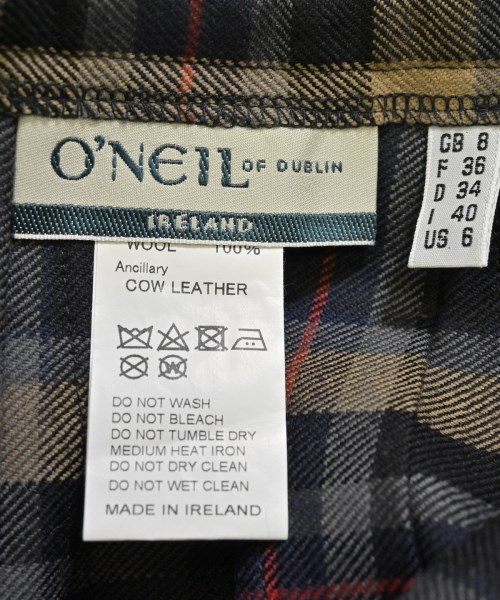 O'NEIL OF DUBLIN
IRELAND
GB 8
F 36
D 34
I 40
US 6
WOOL 100%
Ancillary
COW LEATHER
W
DO NOT WASH
DO NOT BLEACH
DO NOT TUMBLE DRY
MEDIUM HEAT IRON
DO NOT DRY CLEAN
DO NOT WET CLEAN
MADE IN IRELAND